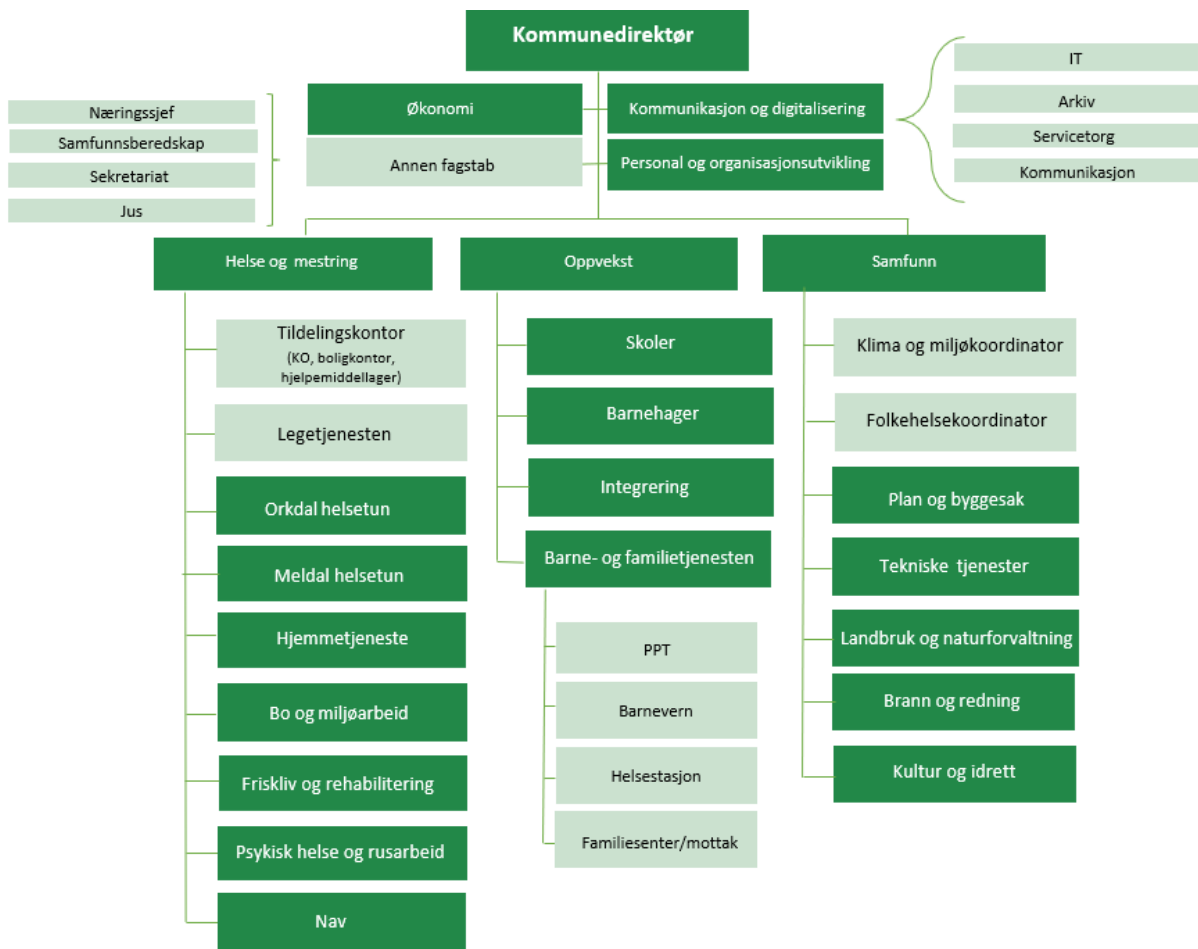 Kommunedirektør
Økonomi
Kommunikasjon og digitalisering
Annen fagstab
Personal og organisasjonsutvikling
Næringssjef
Samfunnsberedskap
Sekretariat
Jus
IT
Arkiv
Servicetorg
Kommunikasjon
Helse og mestring
Tildelingskontor
(KO, boligkontor,
hjelpemiddellager)
Legetjenesten
Orkdal helsetun
Meldal helsetun
Hjemmetjeneste
Bo og miljøarbeid
Friskliv og rehabilitering
Psykisk helse og rusarbeid
Nav
Oppvekst
Skoler
Barnehager
Integrering
Barne- og familietjenesten
PPT
Barnevern
Helsestasjon
Familiesenter/mottak
Samfunn
Klima og miljøkoordinator
Folkehelsekoordinator
Plan og byggesak
Tekniske tjenester
Landbruk og naturforvaltning
Brann og redning
Kultur og idrett